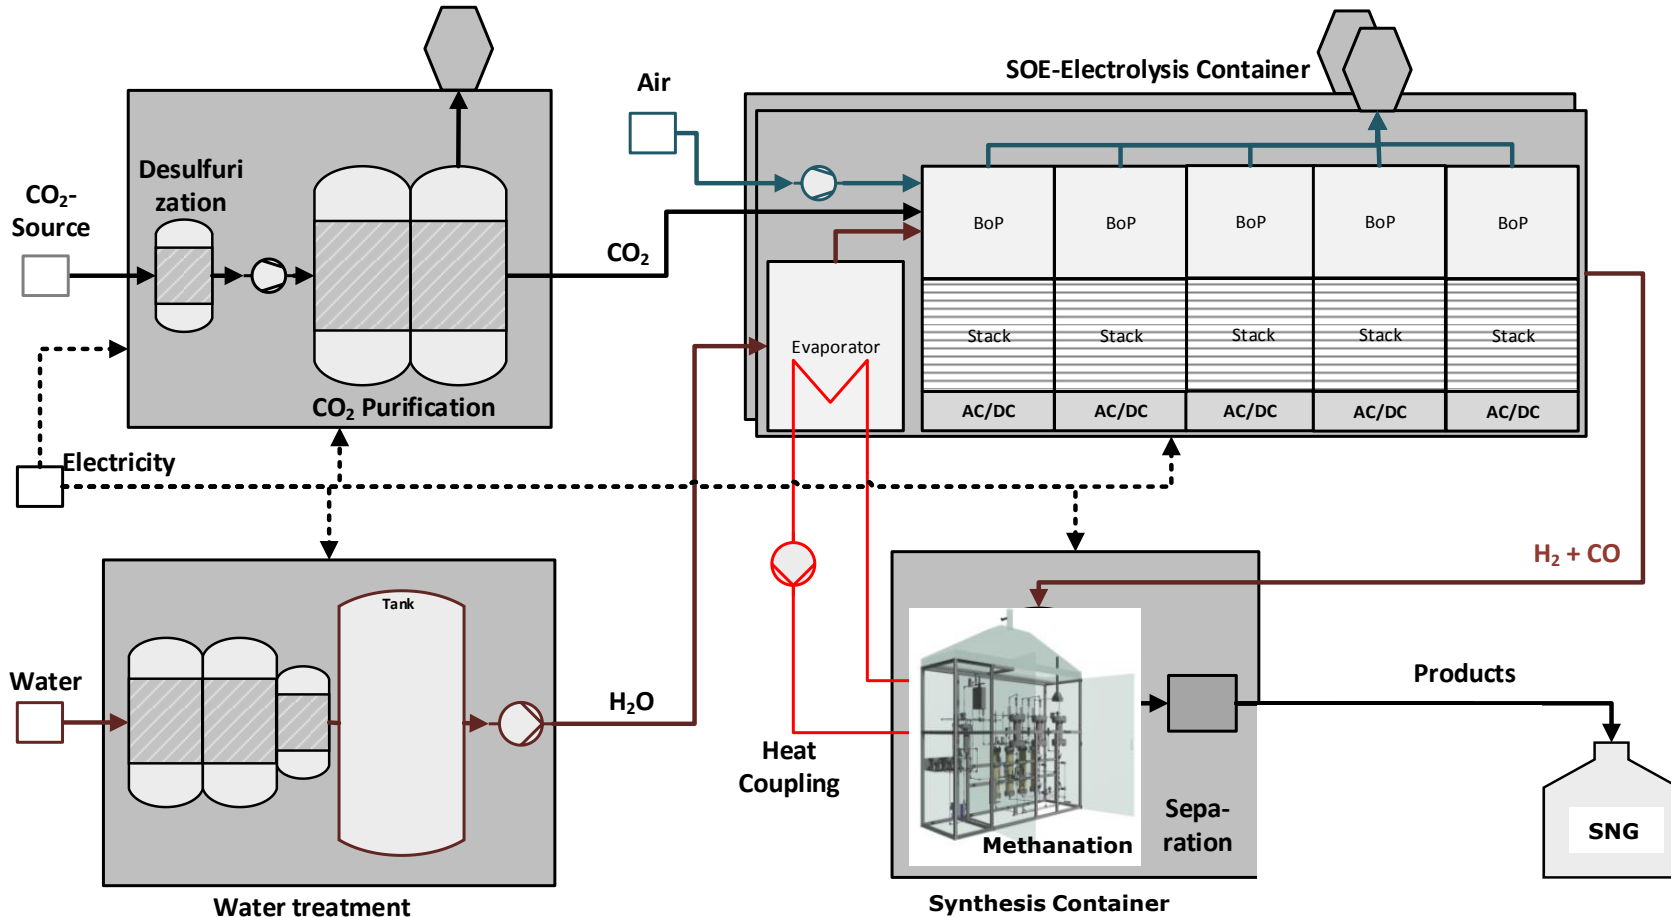 SOE-Electrolysis Container
Air
Desulfuri
zation
CO₂-
Source
CO₂
BoP
BoP
BoP
BoP
BoP
Evaporator
Stack
Stack
Stack
Stack
Stack
CO₂ Purification
AC/DC
AC/DC
AC/DC
AC/DC
AC/DC
Electricity
H₂ + CO
Tank
Water
H₂O
Products
Heat
Coupling
Sepa-
ration
Methanation
SNG
Synthesis Container
Water treatment